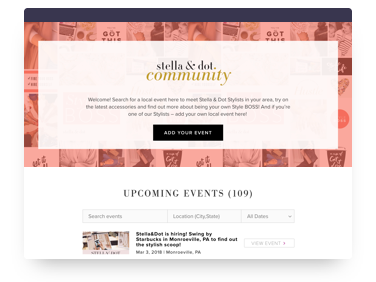 GOT
THIS
stella & dot
community
Welcome! Search for a local event here to meet Stella & Dot Stylists in your area, try on
the latest accessories and find out more about being your own Style BOSS! And if you're
one of our Stylists – add your own local event here!
ADD YOUR EVENT
UPCOMING EVENTS (109)
Search events
Location (City,State)
All Dates
Stella&Dot is hiring! Swing by
Starbucks in Monroeville, PA to find out
the stylish scoop!
VIEW EVENT
Mar 3, 2018 | Monroeville, PA